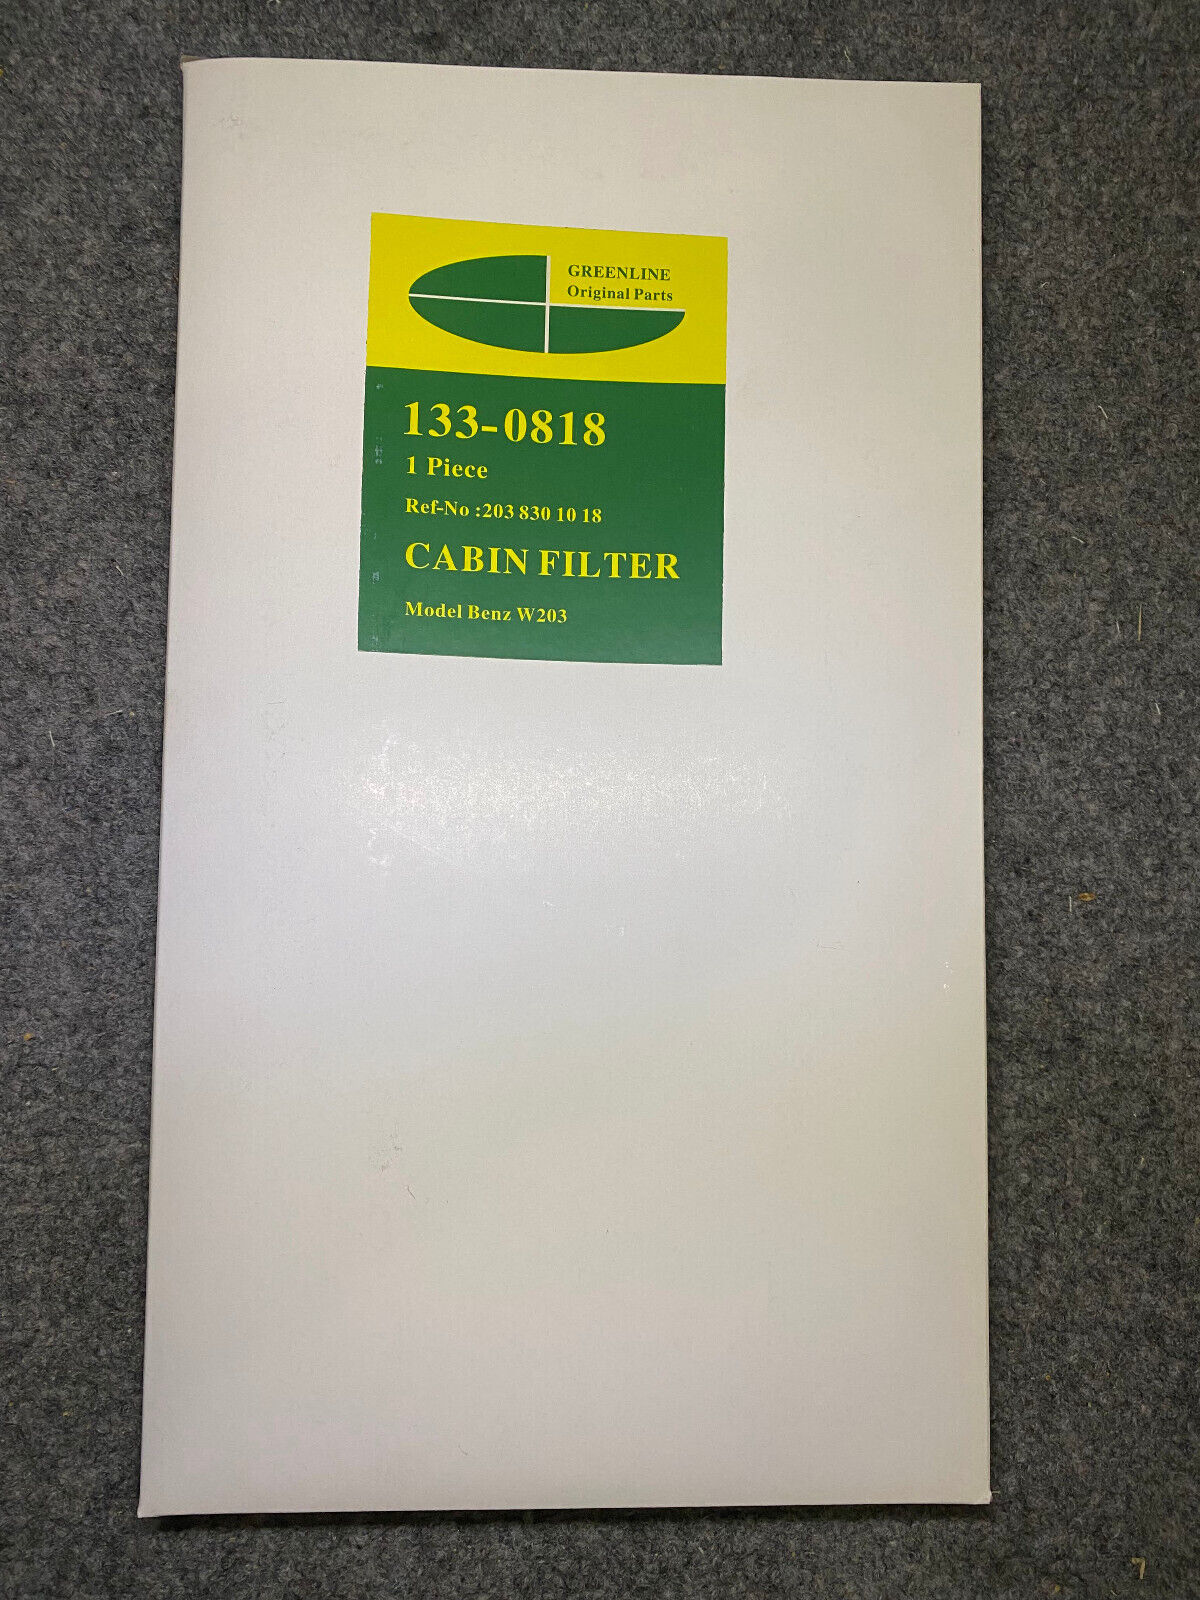 GREENLINE
Original Parts
133-0818
1 Piece
Ref-No :203 830 10 18
CABIN FILTER
Model Benz W203